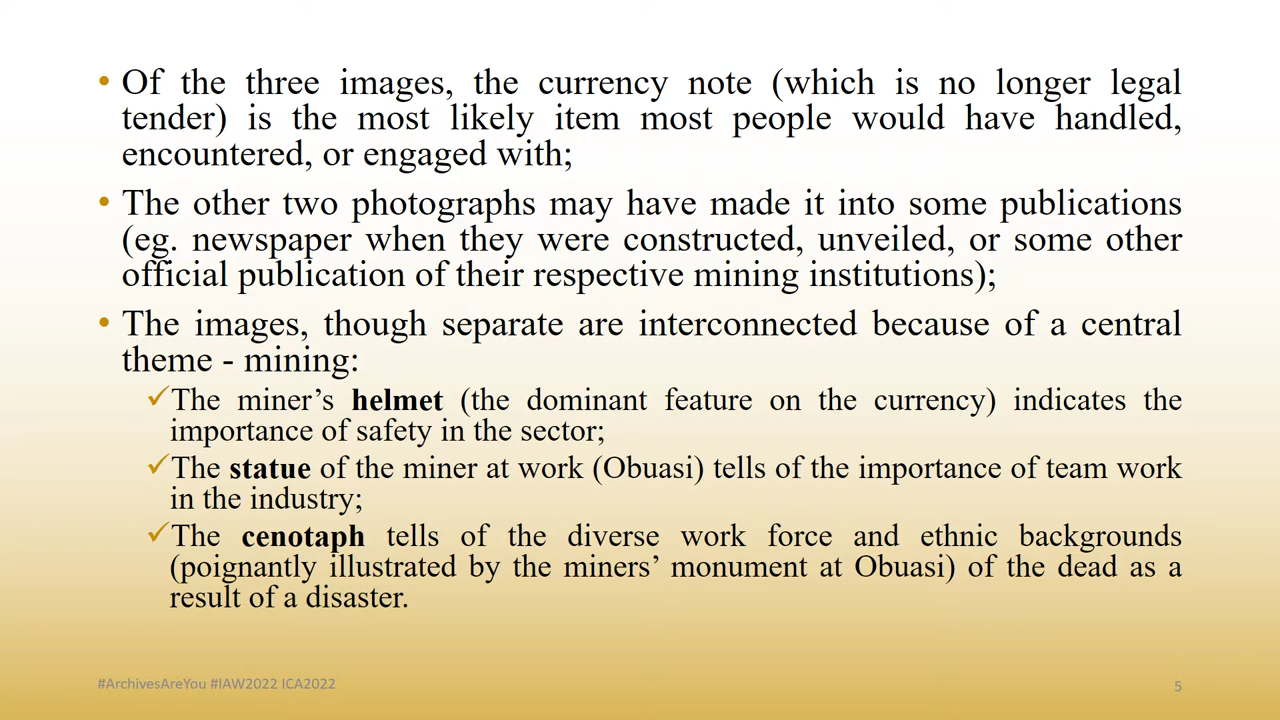 • Of the three images, the currency note (which is no longer legal
tender) is the most likely item most people would have handled,
encountered, or engaged with;
• The other two photographs may have made it into some publications
(eg. newspaper when they were constructed, unveiled, or some other
official publication of their respective mining institutions);
• The images, though separate are interconnected because of a central
theme - mining:
✓The miner’s helmet (the dominant feature on the currency) indicates the
importance of safety in the sector;
✓The statue of the miner at work (Obuasi) tells of the importance of team work
in the industry;
✓The cenotaph tells of the diverse work force and ethnic backgrounds
(poignantly illustrated by the miners’ monument at Obuasi) of the dead as a
result of a disaster.
#ArchivesAreYou #IAW2022 ICA2022
5